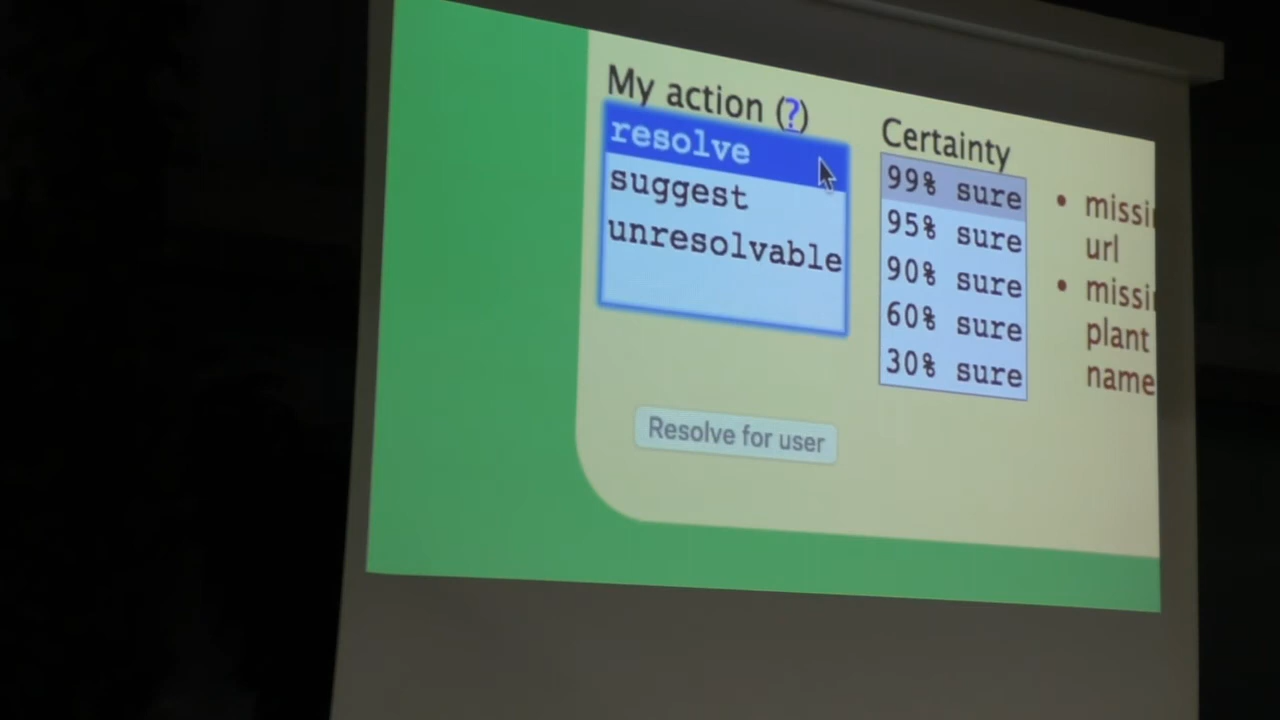 My action (?)
resolve
suggest
unresolvable
Resolve for user
Certainty
99% sure
95% sure
90% sure
60% sure
30% sure
url
plant
name